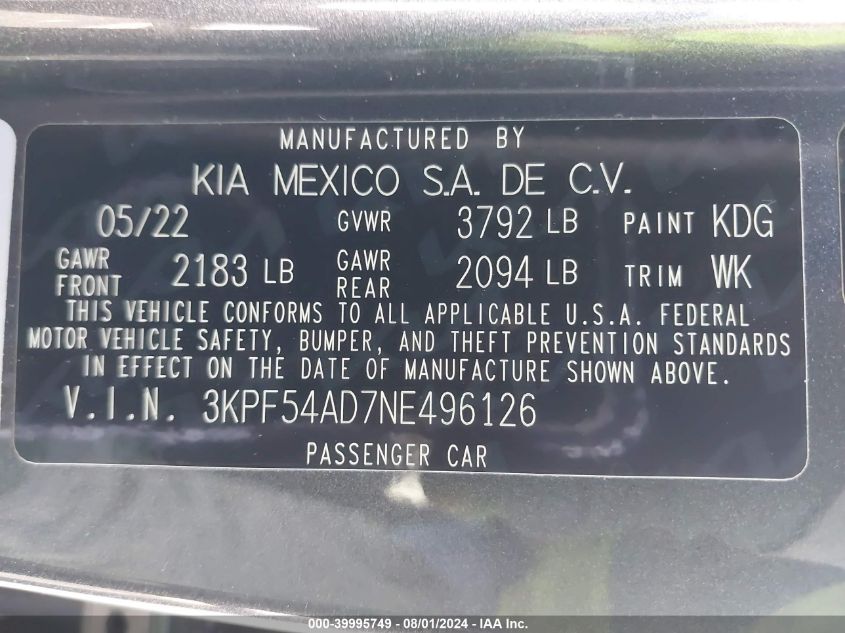 MANUFACTURED BY
KIA MEXICO S.A. DE C.V.
05/22 GVWR 3792 LB PAINT KDG
GAWR FRONT 2183 LB GAWR REAR 2094 LB TRIM WK
THIS VEHICLE CONFORMS TO ALL APPLICABLE U.S.A. FEDERAL
MOTOR VEHICLE SAFETY, BUMPER, AND THEFT PREVENTION STANDARDS
IN EFFECT ON THE DATE OF MANUFACTURE SHOWN ABOVE.
V.I.N. 3KPF54AD7NE496126
PASSENGER CAR
000-39995749 - 08/01/2024 - IAA Inc.